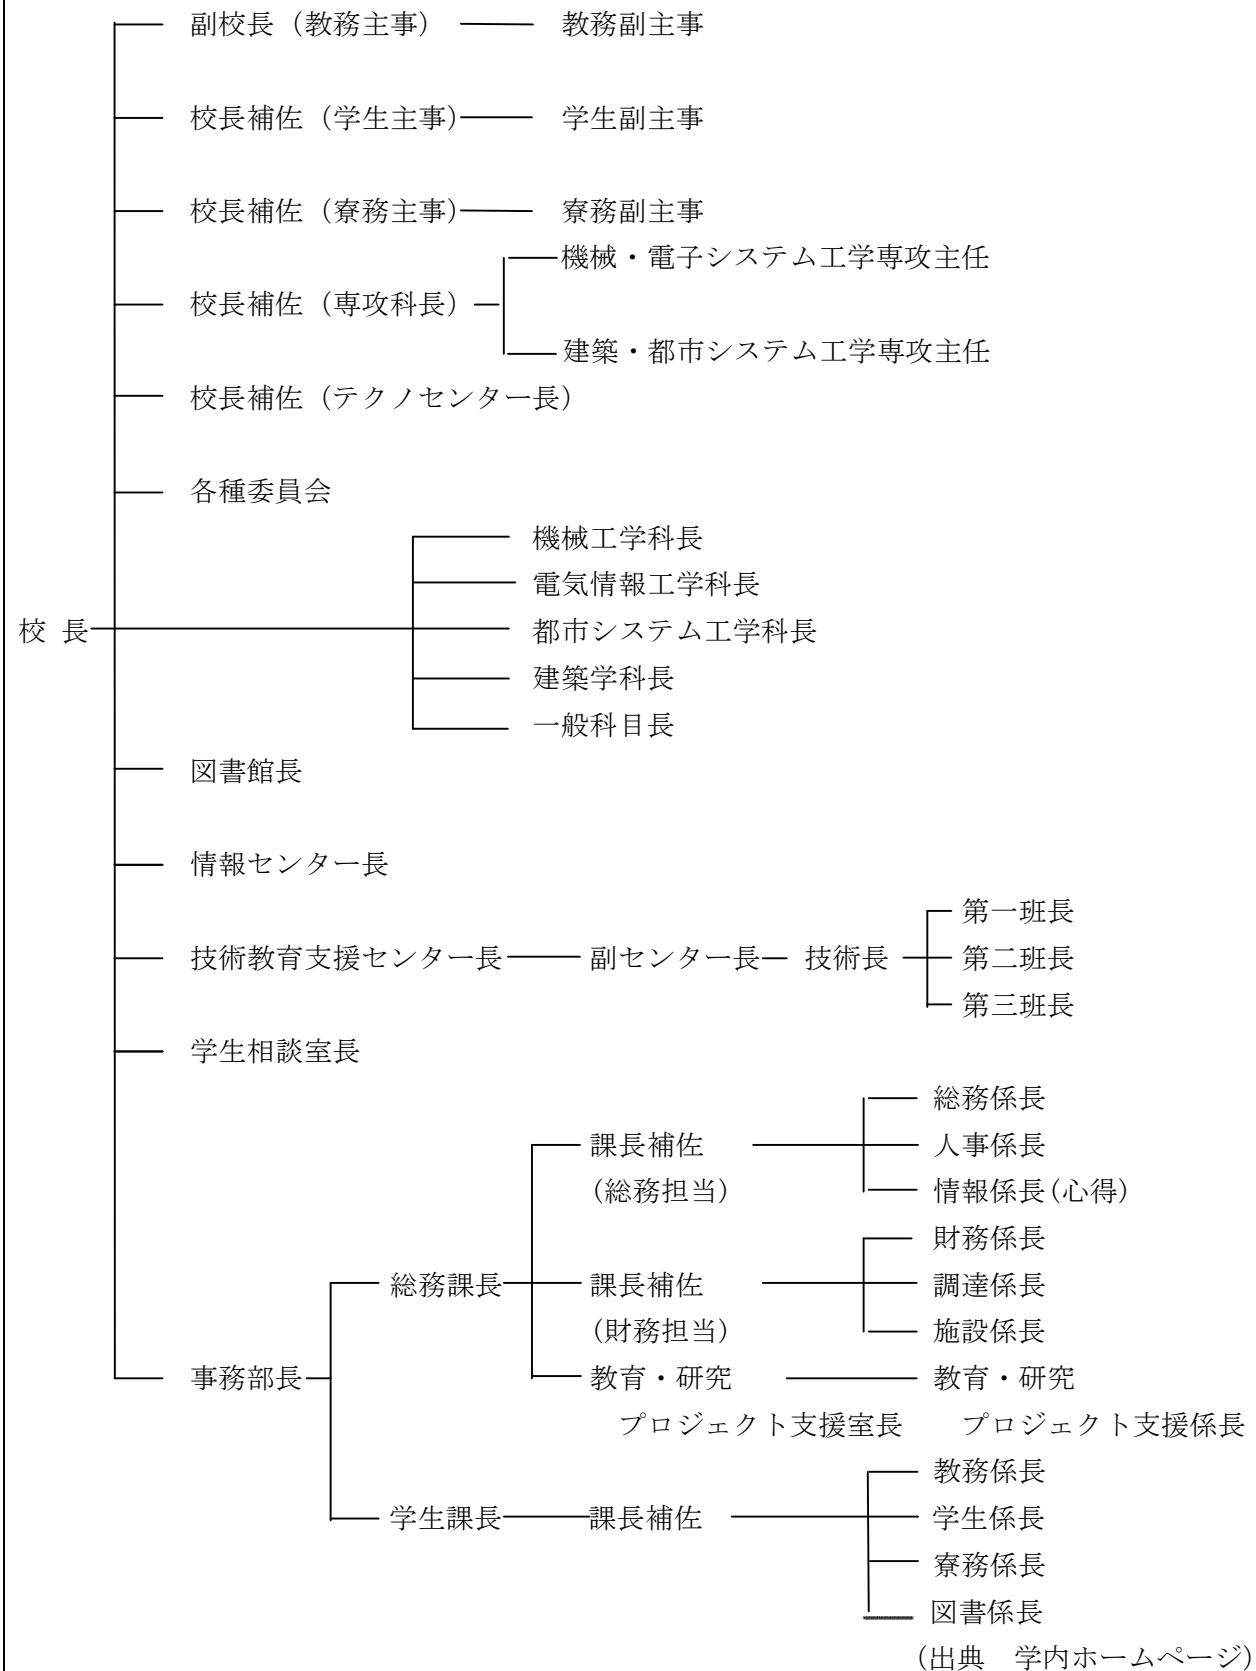 副校長（教務主事） 教務副主事
校長補佐（学生主事） 学生副主事
校長補佐（寮務主事） 寮務副主事
機械・電子システム工学専攻主任
校長補佐（専攻科長）
建築・都市システム工学専攻主任
校長補佐（テクノセンター長）
各種委員会
機械工学科長
電気情報工学科長
校 長 都市システム工学科長
建築学科長
一般科目長
図書館長
情報センター長
第一班長
技術教育支援センター長 副センター長 技術長 第二班長
第三班長
学生相談室長
総務係長
課長補佐 人事係長
（総務担当） 情報係長（心得）
財務係長
総務課長 課長補佐 調達係長
（財務担当） 施設係長
事務部長 教育・研究 教育・研究
プロジェクト支援室長 プロジェクト支援係長
教務係長
学生課長 課長補佐 学生係長
寮務係長
図書係長
（出典　学内ホームページ）